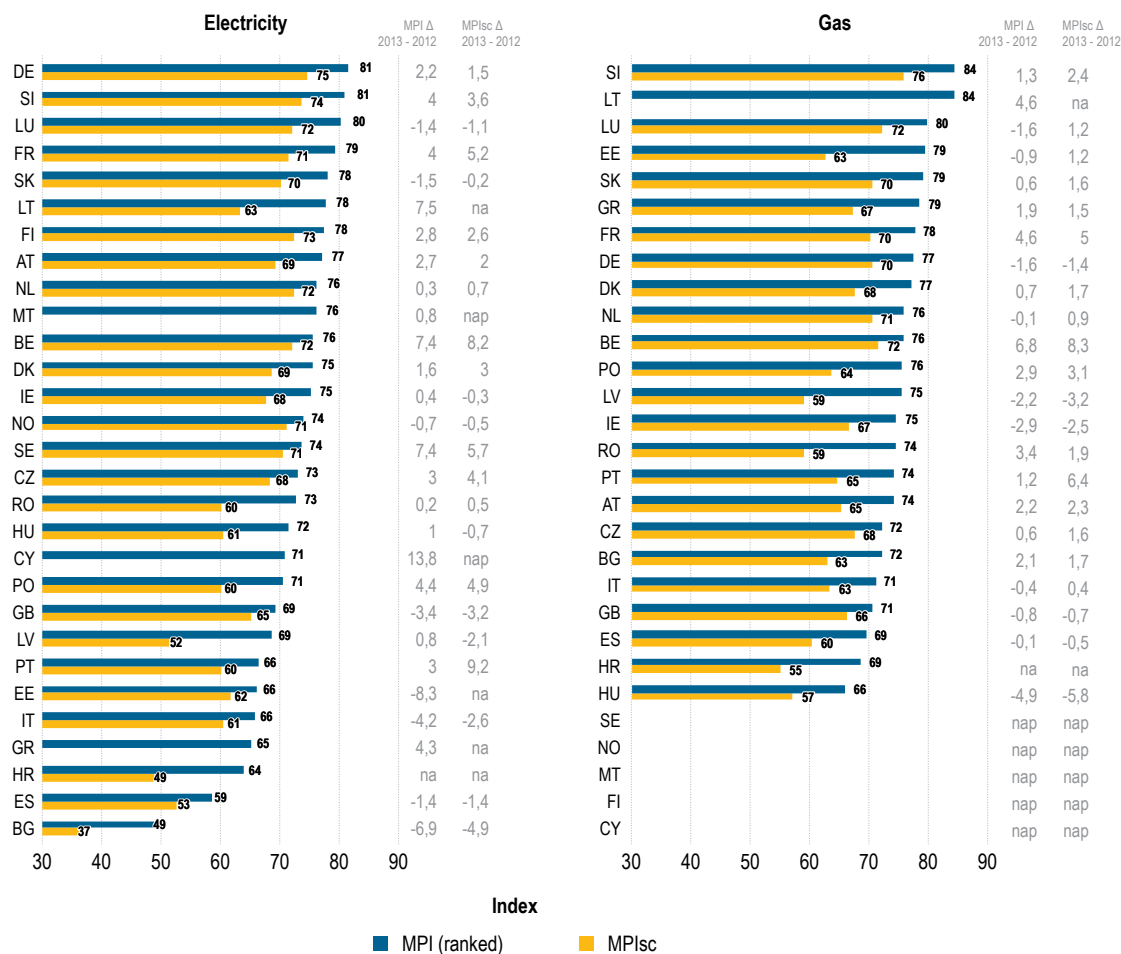 Electricity
MPI Δ MPIsc Δ
2013 - 2012 2013 - 2012
DE 81 75 2,2 1,5
SI 81 74 4 3,6
LU 80 72 -1,4 -1,1
FR 79 71 4 5,2
SK 78 70 -1,5 -0,2
LT 78 63 7,5 na
FI 78 73 2,8 2,6
AT 77 69 2,7 2
NL 76 72 0,3 0,7
MT 76 0,8 nap
BE 76 72 7,4 8,2
DK 75 69 1,6 3
IE 75 68 0,4 -0,3
NO 74 71 -0,7 -0,5
SE 74 71 7,4 5,7
CZ 73 68 3 4,1
RO 73 60 0,2 0,5
HU 72 61 1 -0,7
CY 71 13,8 nap
PO 71 60 4,4 4,9
GB 69 65 -3,4 -3,2
LV 69 52 0,8 -2,1
PT 66 60 3 9,2
EE 66 62 -8,3 na
IT 66 61 -4,2 -2,6
GR 65 4,3 na
HR 64 49 na na
ES 59 53 -1,4 -1,4
BG 49 37 -6,9 -4,9
30 40 50 60 70 80 90
Gas
MPI Δ MPIsc Δ
2013 - 2012 2013 - 2012
SI 84 76 1,3 2,4
LT 84 4,6 na
LU 80 72 -1,6 1,2
EE 79 63 -0,9 1,2
SK 79 70 0,6 1,6
GR 79 67 1,9 1,5
FR 78 70 4,6 5
DE 77 70 -1,6 -1,4
DK 77 68 0,7 1,7
NL 76 71 -0,1 0,9
BE 76 72 6,8 8,3
PO 76 64 2,9 3,1
LV 75 59 -2,2 -3,2
IE 75 67 -2,9 -2,5
RO 74 59 3,4 1,9
PT 74 65 1,2 6,4
AT 74 65 2,2 2,3
CZ 72 68 0,6 1,6
BG 72 63 2,1 1,7
IT 71 63 -0,4 0,4
GB 71 66 -0,8 -0,7
ES 69 60 -0,1 -0,5
HR 69 55 na na
HU 66 57 -4,9 -5,8
SE nap nap
NO nap nap
MT nap nap
FI nap nap
CY nap nap
30 40 50 60 70 80 90
Index
MPI (ranked) MPIsc